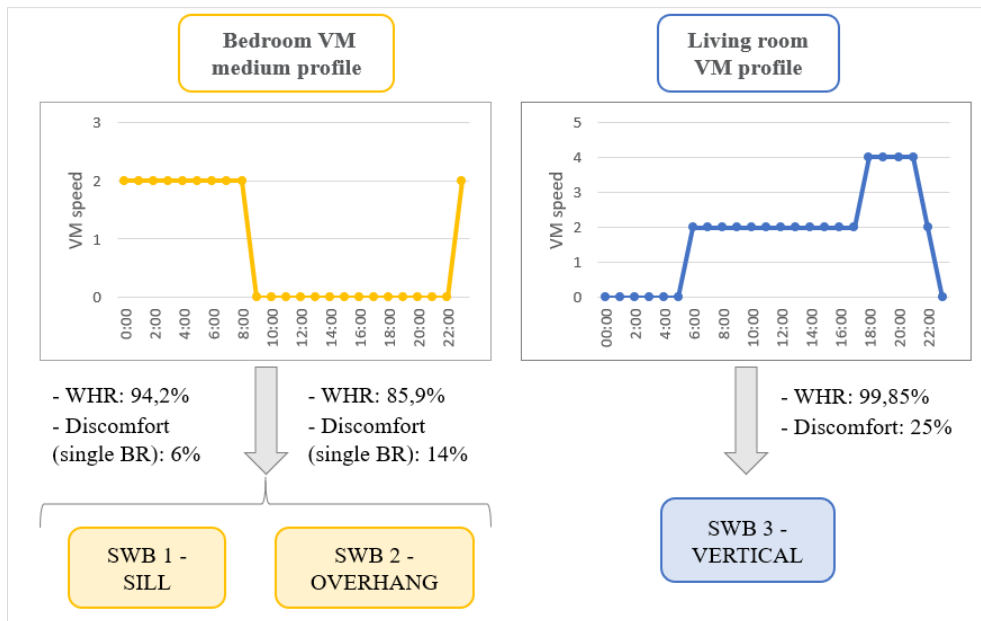 Bedroom VM
medium profile
Living room
VM profile
3
2
1
0
VM speed
0:00
2:00
4:00
6:00
8:00
10:00
12:00
14:00
16:00
18:00
20:00
22:00
5
4
3
2
1
0
VM speed
00:00
2:00
4:00
6:00
8:00
10:00
12:00
14:00
16:00
18:00
20:00
22:00
- WHR: 94,2%
- Discomfort
(single BR): 6%
- WHR: 85,9%
- Discomfort
(single BR): 14%
- WHR: 99,85%
- Discomfort: 25%
SWB 1 -
SILL
SWB 2 -
OVERHANG
SWB 3 -
VERTICAL